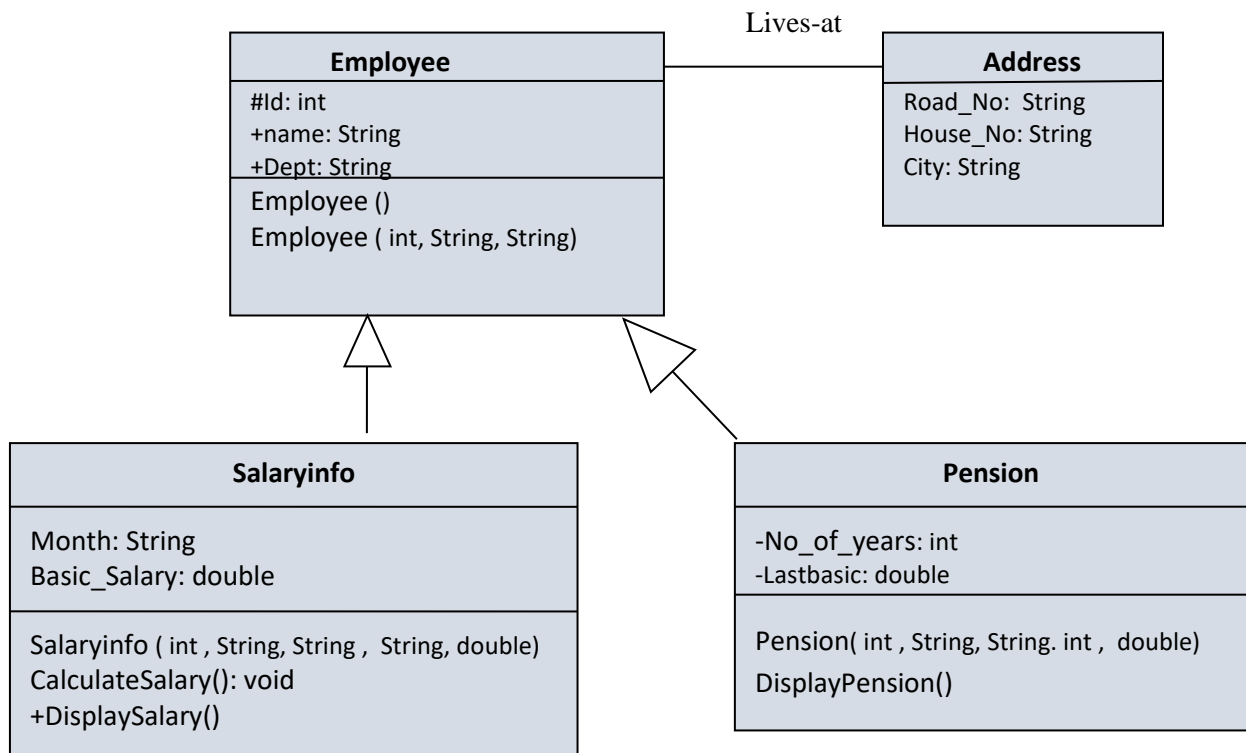 Lives-at
Employee
#Id: int
+name: String
+Dept: String
Employee ()
Employee ( int, String, String)
Address
Road_No:  String
House_No: String
City: String
Salaryinfo
Month: String
Basic_Salary: double
Salaryinfo ( int , String, String ,  String, double)
CalculateSalary(): void
+DisplaySalary()
Pension
-No_of_years: int
-Lastbasic: double
Pension( int , String, String. int ,  double)
DisplayPension()